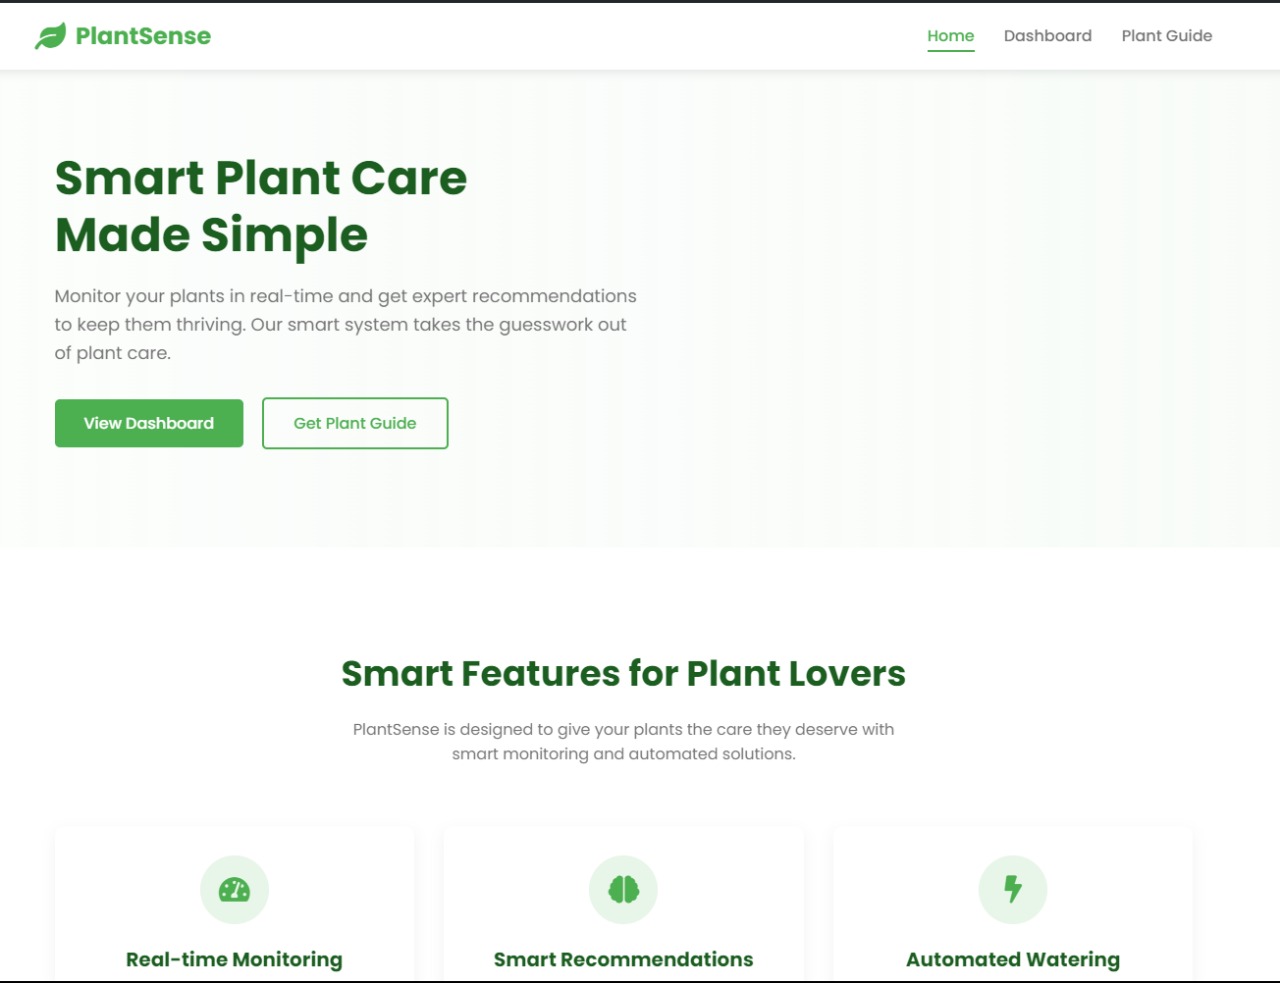 PlantSense
Home Dashboard Plant Guide
Smart Plant Care
Made Simple
Monitor your plants in real-time and get expert recommendations
to keep them thriving. Our smart system takes the guesswork out
of plant care.
View Dashboard Get Plant Guide
Smart Features for Plant Lovers
PlantSense is designed to give your plants the care they deserve with
smart monitoring and automated solutions.
Real-time Monitoring Smart Recommendations Automated Watering